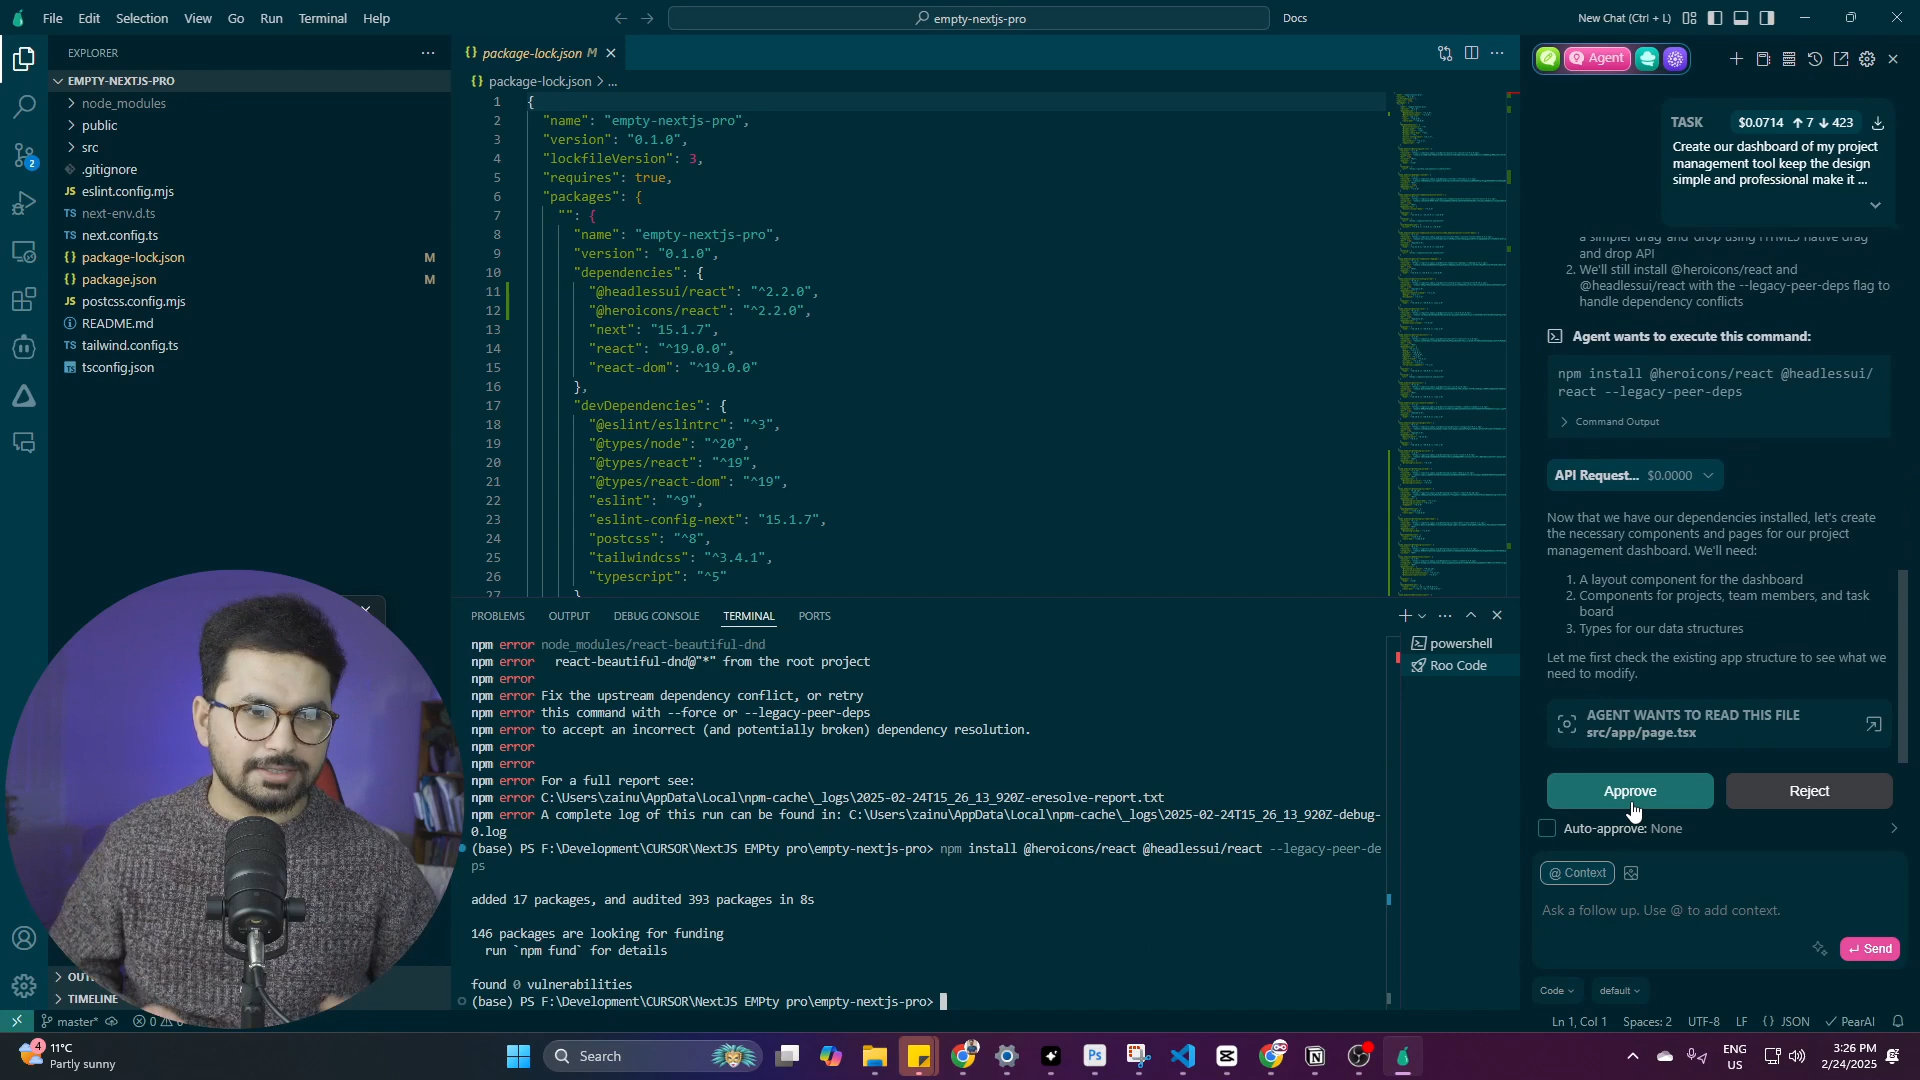 File Edit Selection View Go Run Terminal Help
empty-nextjs-pro
Docs
New Chat (Ctrl + L)
EXPLORER
EMPTY-NEXTJS-PRO
node_modules
public
src
.gitignore
JS eslint.config.mjs
TS next-env.d.ts
TS next.config.ts
{} package-lock.json M
{} package.json M
JS postcss.config.mjs
README.md
TS tailwind.config.ts
tsconfig.json
2
TIMELINE
{} package-lock.json M
{} package-lock.json > ...
1 {
2 "name": "empty-nextjs-pro",
3 "version": "0.1.0",
4 "lockfileVersion": 3,
5 "requires": true,
6 "packages": {
7 "": {
8 "name": "empty-nextjs-pro",
9 "version": "0.1.0",
10 "dependencies": {
11 "@headlessui/react": "^2.2.0",
12 "@heroicons/react": "^2.2.0",
13 "next": "15.1.7",
14 "react": "^19.0.0",
15 "react-dom": "^19.0.0"
16 },
17 "devDependencies": {
18 "@eslint/eslintrc": "^3",
19 "@types/node": "^20",
20 "@types/react": "^19",
21 "@types/react-dom": "^19",
22 "eslint": "^9",
23 "eslint-config-next": "15.1.7",
24 "postcss": "^8",
25 "tailwindcss": "^3.4.1",
26 "typescript": "^5"
27 }
PROBLEMS OUTPUT DEBUG CONSOLE TERMINAL PORTS
powershell
Roo Code
npm error node_modules/react-beautiful-dnd
npm error   react-beautiful-dnd@"*" from the root project
npm error
npm error Fix the upstream dependency conflict, or retry
npm error this command with --force or --legacy-peer-deps
npm error to accept an incorrect (and potentially broken) dependency resolution.
npm error
npm error
npm error For a full report see:
npm error C:\Users\zainu\AppData\Local\npm-cache\_logs\2025-02-24T15_26_13_920Z-eresolve-report.txt
npm error A complete log of this run can be found in: C:\Users\zainu\AppData\Local\npm-cache\_logs\2025-02-24T15_26_13_920Z-debug-
0.log
(base) PS F:\Development\CURSOR\NextJS EMPty pro\empty-nextjs-pro> npm install @heroicons/react @headlessui/react --legacy-peer-de
ps
added 17 packages, and audited 393 packages in 8s
146 packages are looking for funding
  run `npm fund` for details
found 0 vulnerabilities
(base) PS F:\Development\CURSOR\NextJS EMPty pro\empty-nextjs-pro>
Agent
TASK $0.0714 ↑ 7 ↓ 423
Create our dashboard of my project
management tool keep the design
simple and professional make it ...
a simpler drag-and-drop using HTML5 native drag
and drop API
2. We'll still install @heroicons/react and
@headlessui/react with the --legacy-peer-deps flag to
handle dependency conflicts
Agent wants to execute this command:
npm install @heroicons/react @headlessui/
react --legacy-peer-deps
Command Output
API Request... $0.0000
Now that we have our dependencies installed, let's create
the necessary components and pages for our project
management dashboard. We'll need:
1. A layout component for the dashboard
2. Components for projects, team members, and task
board
3. Types for our data structures
Let me first check the existing app structure to see what we
need to modify.
AGENT WANTS TO READ THIS FILE
src/app/page.tsx
Approve
Reject
Auto-approve: None
@ Context
Ask a follow up. Use @ to add context.
Send
Code
default
master* 0
Ln 1, Col 1 Spaces: 2 UTF-8 LF {} JSON PearAI
4
11°C
Partly sunny
Search
Ps
ENG
US
3:26 PM
2/24/2025